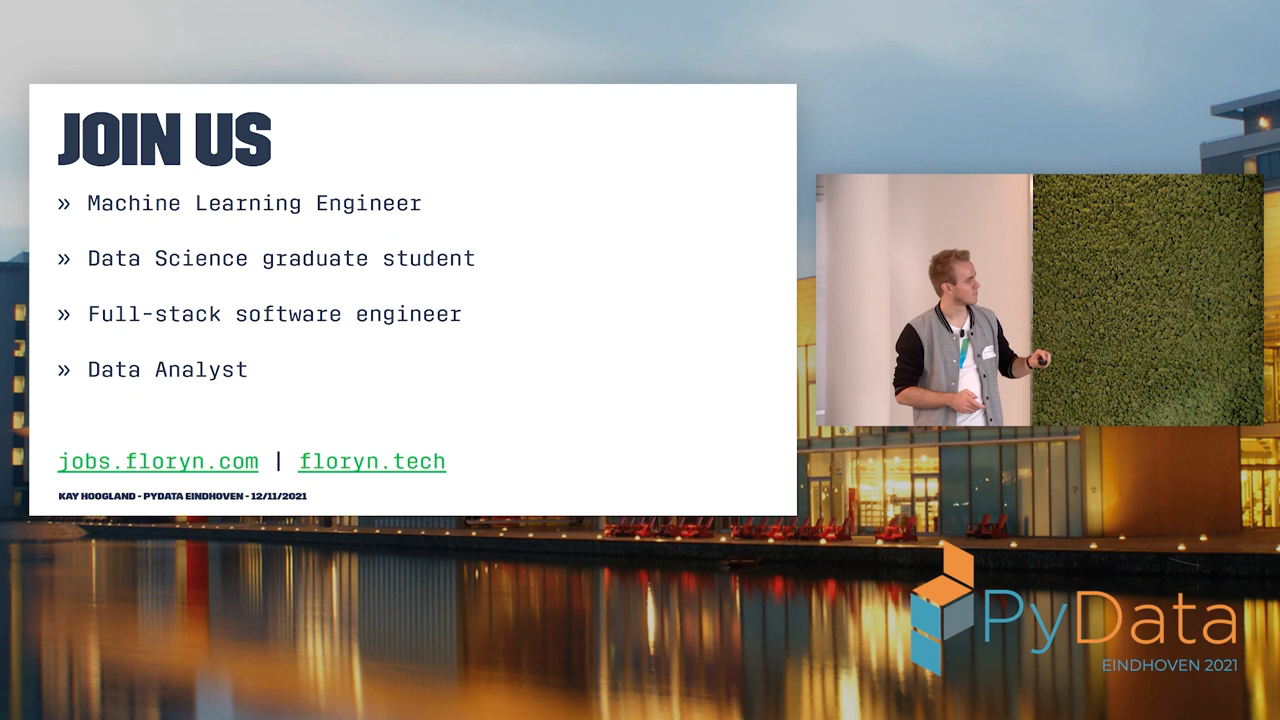 JOIN US
» Machine Learning Engineer
» Data Science graduate student
» Full-stack software engineer
» Data Analyst
jobs.floryn.com | floryn.tech
KAY HOOGLAND - PYDATA EINDHOVEN - 12/11/2021
PyData
EINDHOVEN 2021